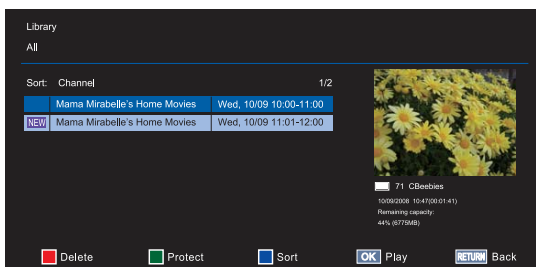 Library
All
Sort: Channel 1/2
Mama Mirabelle's Home Movies Wed, 10/09 10:00-11:00
NEW Mama Mirabelle's Home Movies Wed, 10/09 11:01-12:00
71 CBeebies
10/09/2008 10:47(00:01:41)
Remaining capacity:
44% (6775MB)
Delete Protect Sort OK Play RETURN Back